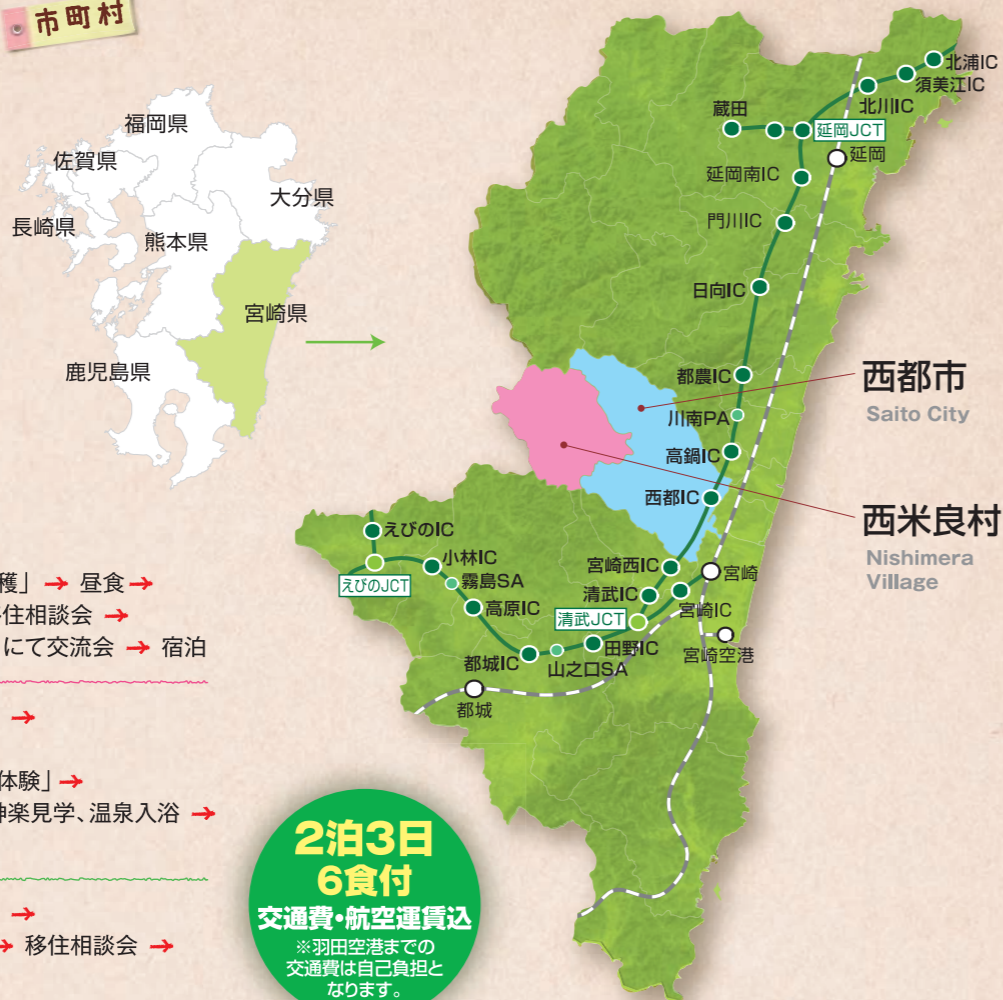 市町村
福岡県
佐賀県
大分県
長崎県
熊本県
宮崎県
鹿児島県
北浦IC
須美江IC
北川IC
蔵田
延岡JCT
延岡
延岡南IC
門川IC
日向IC
都農IC
川南PA
高鍋IC
西都IC
西都市
Saito City
西米良村
Nishimera
Village
えびのIC
えびのJCT
小林IC
霧島SA
高原IC
宮崎西IC
宮崎
清武IC
宮崎IC
清武JCT
宮崎空港
田野IC
都城IC
山之口SA
都城
穫」 → 昼食 →
住相談会 →
にて交流会 → 宿泊
→
体験」 →
神楽見学、温泉入浴 →
→
→ 移住相談会 →
2泊3日
6食付
交通費・航空運賃込
※羽田空港までの
交通費は自己負担と
なります。